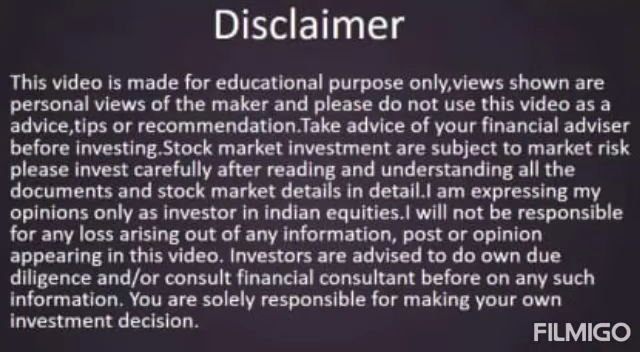 Disclaimer
This video is made for educational purpose only,views shown are
personal views of the maker and please do not use this video as a
advice,tips or recommendation.Take advice of your financial adviser
before investing.Stock market investment are subject to market risk
please invest carefully after reading and understanding all the
documents and stock market details in detail.I am expressing my
opinions only as investor in indian equities.I will not be responsible
for any loss arising out of any information, post or opinion
appearing in this video. Investors are advised to do own due
diligence and/or consult financial consultant before on any such
information. You are solely responsible for making your own
investment decision.
FILMIGO